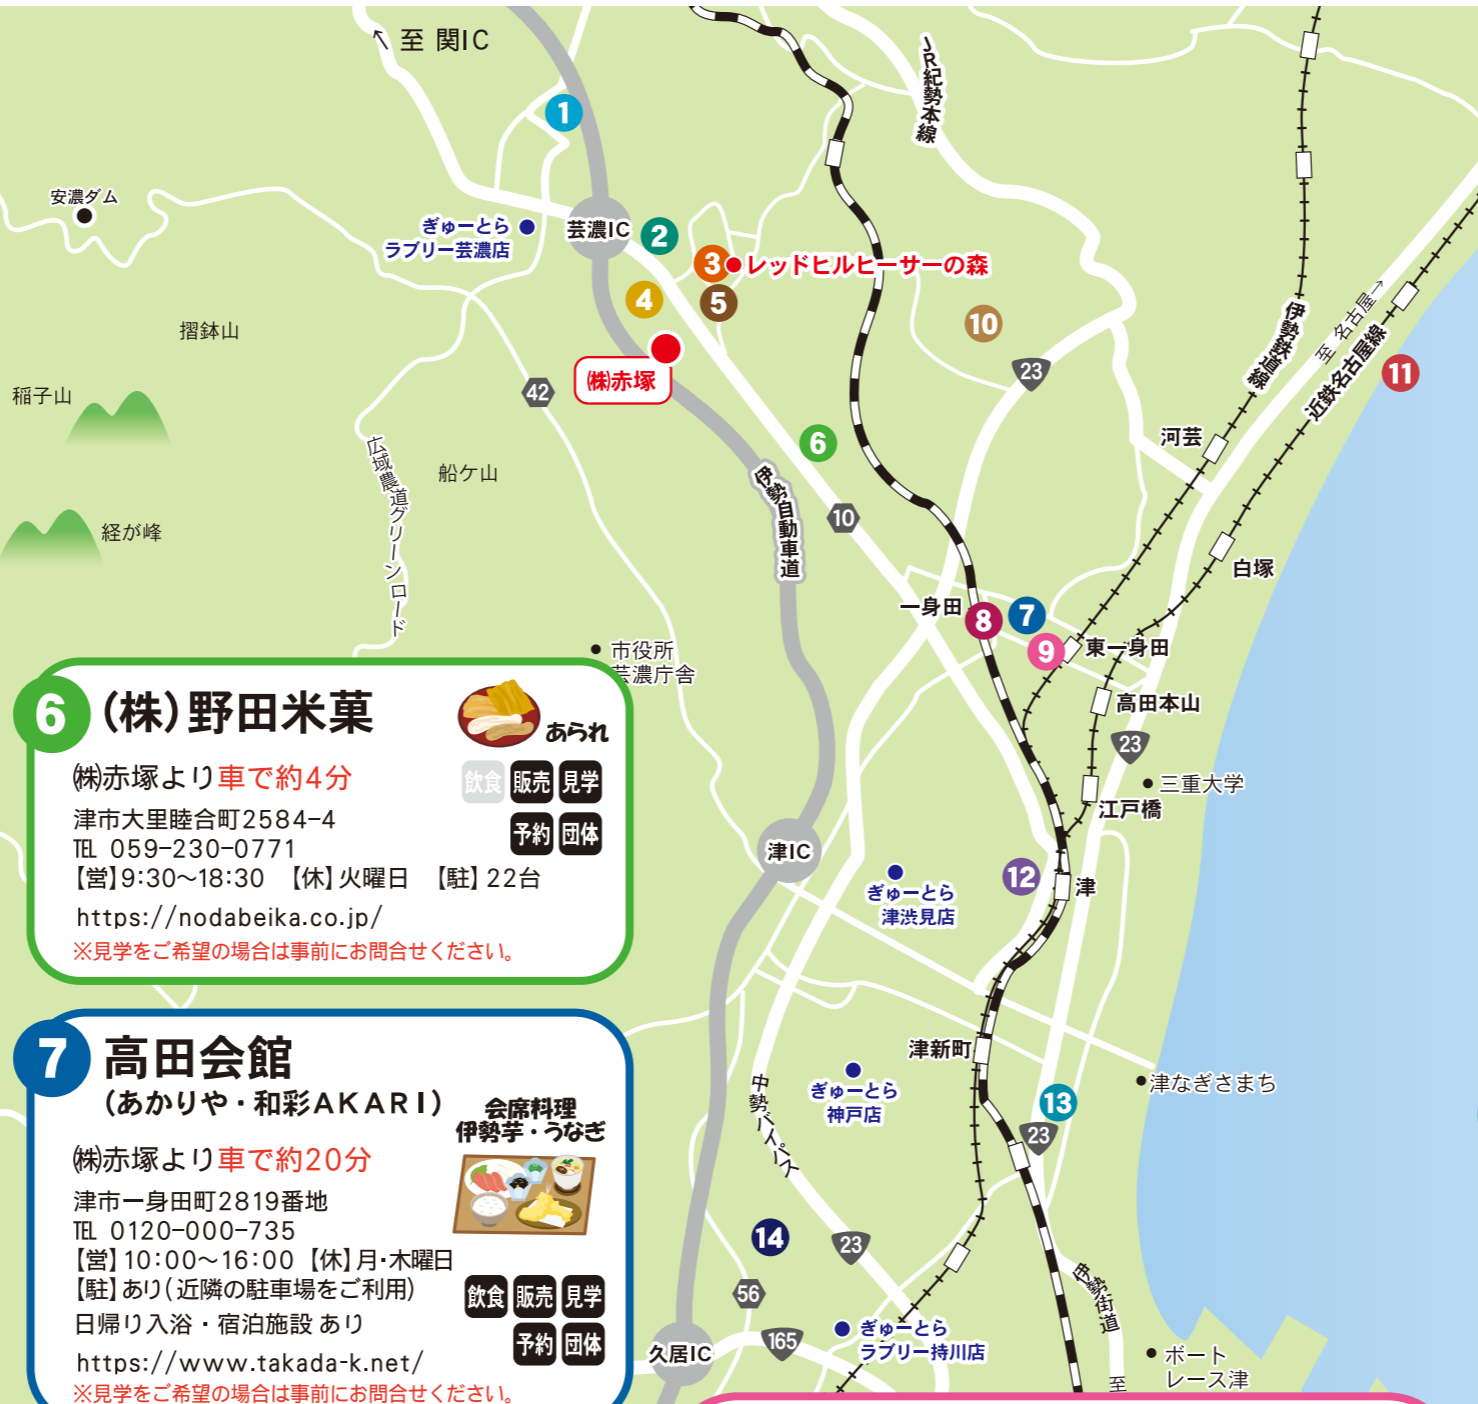 ↖ 至 関IC
JR紀勢本線
1
安濃ダム
ぎゅーとら
ラブリー芸濃店
芸濃IC
2
3
レッドヒルヒーサーの森
4
5
摺鉢山
10
伊勢鉄道線
至 名古屋→
近鉄名古屋線
11
23
㈱赤塚
稲子山
42
6
河芸
広域農道グリーンロード
船ケ山
伊勢自動車道
10
経が峰
白塚
一身田
8
7
9
東一身田
市役所
芸濃庁舎
高田本山
23
三重大学
江戸橋
6 (株)野田米菓
あられ
㈱赤塚より車で約4分
飲食 販売 見学
予約 団体
津市大里睦合町2584-4
℡ 059-230-0771
【営】9:30〜18:30 【休】火曜日 【駐】22台
https://nodabeika.co.jp/
※見学をご希望の場合は事前にお問合せください。
津IC
ぎゅーとら
津渋見店
12
津
津新町
津なぎさまち
ぎゅーとら
神戸店
中勢バイパス
13
23
7 高田会館
(あかりや・和彩AKARI)
会席料理
伊勢芋・うなぎ
㈱赤塚より車で約20分
津市一身田町2819番地
℡ 0120-000-735
【営】10:00〜16:00 【休】月・木曜日
【駐】あり(近隣の駐車場をご利用)
日帰り入浴・宿泊施設 あり
飲食 販売 見学
予約 団体
https://www.takada-k.net/
※見学をご希望の場合は事前にお問合せください。
14
23
56
伊勢街道
久居IC
165
ぎゅーとら
ラブリー持川店
ボート
レース津
至